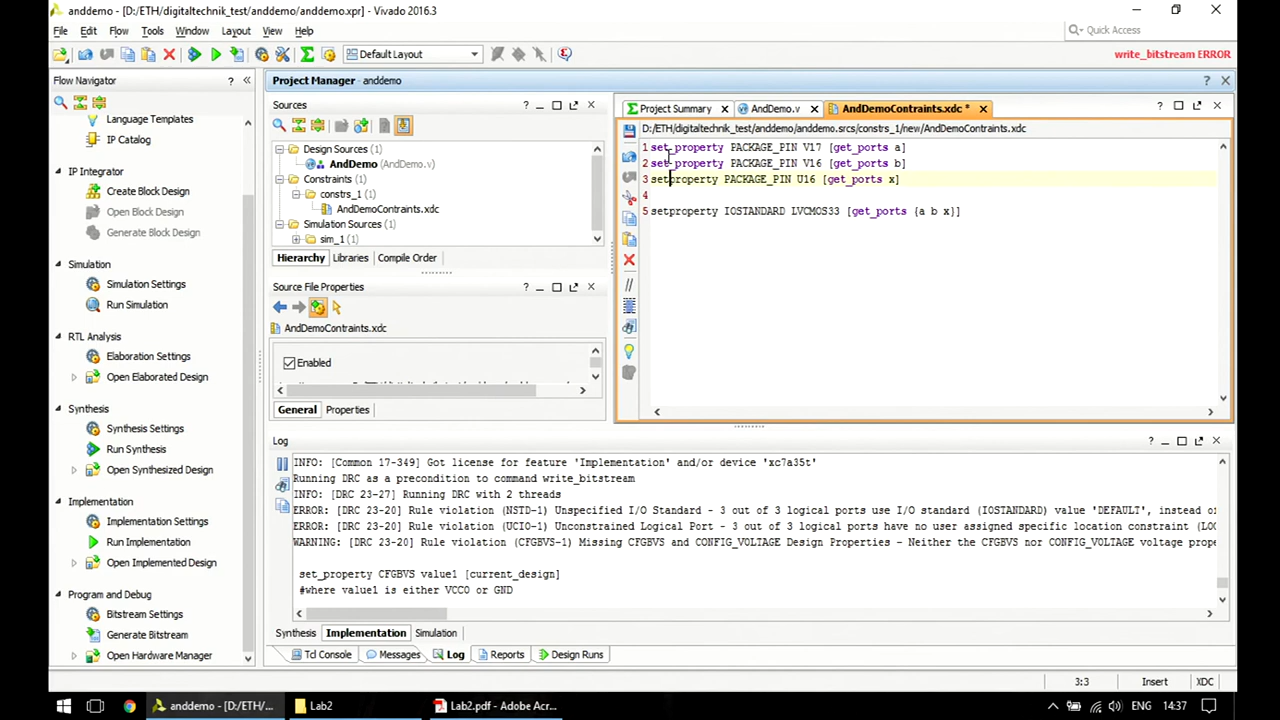 anddemo - [D:/ETH/digitaltechnik_test/anddemo/anddemo.xpr] - Vivado 2016.3
File Edit Flow Tools Window Layout View Help
Quick Access
Default Layout
write_bitstream ERROR
Flow Navigator
Language Templates
IP Catalog
IP Integrator
Create Block Design
Open Block Design
Generate Block Design
Simulation
Simulation Settings
Run Simulation
RTL Analysis
Elaboration Settings
Open Elaborated Design
Synthesis
Synthesis Settings
Run Synthesis
Open Synthesized Design
Implementation
Implementation Settings
Run Implementation
Open Implemented Design
Program and Debug
Bitstream Settings
Generate Bitstream
Open Hardware Manager
Project Manager - anddemo
Sources
Design Sources (1)
AndDemo (AndDemo.v)
Constraints (1)
constrs_1 (1)
AndDemoContraints.xdc
Simulation Sources (1)
sim_1 (1)
Hierarchy Libraries Compile Order
Source File Properties
AndDemoContraints.xdc
Enabled
General Properties
Project Summary AndDemo.v AndDemoContraints.xdc *
D:/ETH/digitaltechnik_test/anddemo/anddemo.srcs/constrs_1/new/AndDemoContraints.xdc
1 set_property PACKAGE_PIN V17 [get_ports a]
2 set_property PACKAGE_PIN V16 [get_ports b]
3 setproperty PACKAGE_PIN U16 [get_ports x]
4
5 setproperty IOSTANDARD LVCMOS33 [get_ports {a b x}]
Log
INFO: [Common 17-349] Got license for feature 'Implementation' and/or device 'xc7a35t'
Running DRC as a precondition to command write_bitstream
INFO: [DRC 23-27] Running DRC with 2 threads
ERROR: [DRC 23-20] Rule violation (NSTD-1) Unspecified I/O Standard - 3 out of 3 logical ports use I/O standard (IOSTANDARD) value 'DEFAULT', instead o
ERROR: [DRC 23-20] Rule violation (UCIO-1) Unconstrained Logical Port - 3 out of 3 logical ports have no user assigned specific location constraint (LOC
WARNING: [DRC 23-20] Rule violation (CFGBVS-1) Missing CFGBVS and CONFIG_VOLTAGE Design Properties - Neither the CFGBVS nor CONFIG_VOLTAGE voltage prope
set_property CFGBVS value1 [current_design]
#where value1 is either VCCO or GND
Synthesis Implementation Simulation
Tcl Console Messages Log Reports Design Runs
3:3 Insert XDC
anddemo - [D:/ETH/... Lab2 Lab2.pdf - Adobe Acr... ENG 14:37